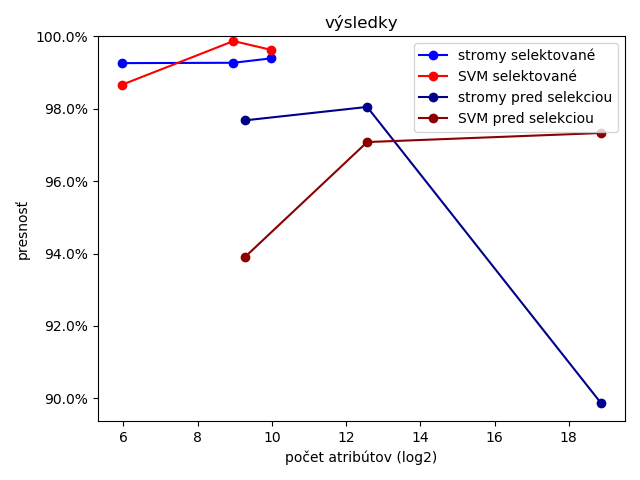 výsledky
100.0%
98.0%
96.0%
94.0%
92.0%
90.0%
presnosť
stromy selektované
SVM selektované
stromy pred selekciou
SVM pred selekciou
6 8 10 12 14 16 18
počet atribútov (log2)